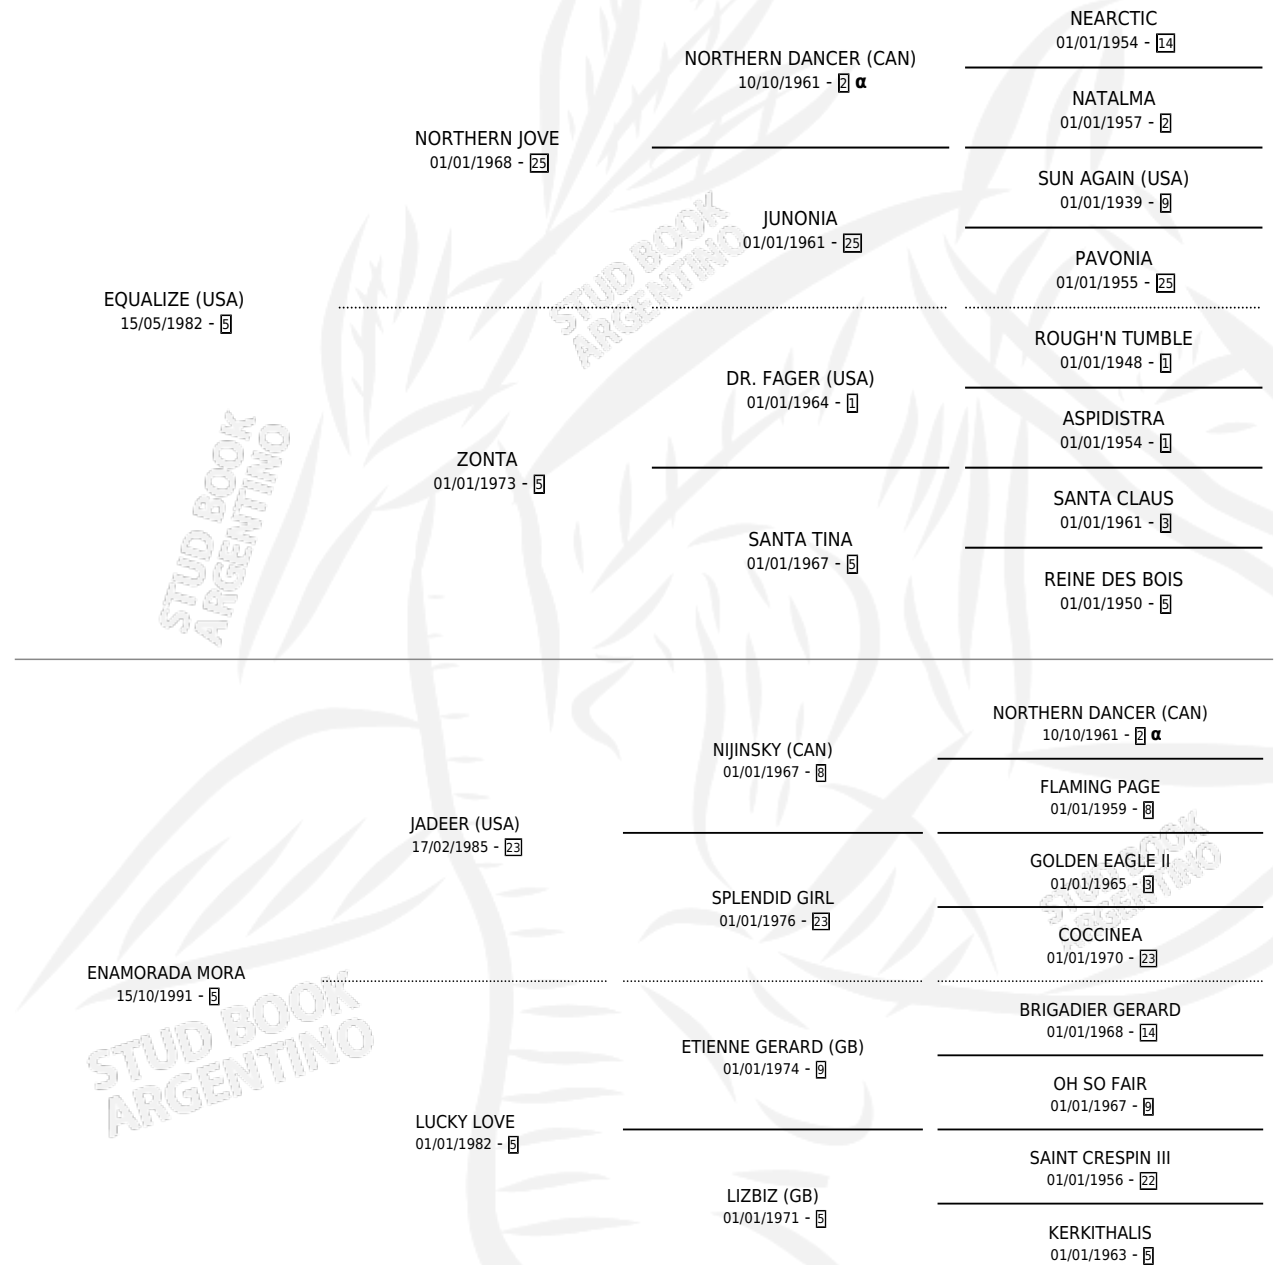 NEARCTIC
01/01/1954 - 14
NORTHERN DANCER (CAN)
10/10/1961 - 2 α
NATALMA
01/01/1957 - 2
NORTHERN JOVE
01/01/1968 - 25
SUN AGAIN (USA)
01/01/1939 - 9
JUNONIA
01/01/1961 - 25
PAVONIA
01/01/1955 - 25
EQUALIZE (USA)
15/05/1982 - 5
ROUGH'N TUMBLE
01/01/1948 - 1
DR. FAGER (USA)
01/01/1964 - 1
ASPIDISTRA
01/01/1954 - 1
ZONTA
01/01/1973 - 5
SANTA CLAUS
01/01/1961 - 3
SANTA TINA
01/01/1967 - 5
REINE DES BOIS
01/01/1950 - 5
NORTHERN DANCER (CAN)
10/10/1961 - 2 α
NIJINSKY (CAN)
01/01/1967 - 8
FLAMING PAGE
01/01/1959 - 8
JADEER (USA)
17/02/1985 - 23
GOLDEN EAGLE II
01/01/1965 - 3
SPLENDID GIRL
01/01/1976 - 23
COCCINEA
01/01/1970 - 23
ENAMORADA MORA
15/10/1991 - 5
BRIGADIER GERARD
01/01/1968 - 14
ETIENNE GERARD (GB)
01/01/1974 - 9
OH SO FAIR
01/01/1967 - 9
LUCKY LOVE
01/01/1982 - 5
SAINT CRESPIN III
01/01/1956 - 22
LIZBIZ (GB)
01/01/1971 - 5
KERKITHALIS
01/01/1963 - 5
STUD BOOK
ARGENTINO
STUD BOOK
ARGENTINO
STUD BOOK
ARGENTINO
STUD BOOK
ARGENTINO